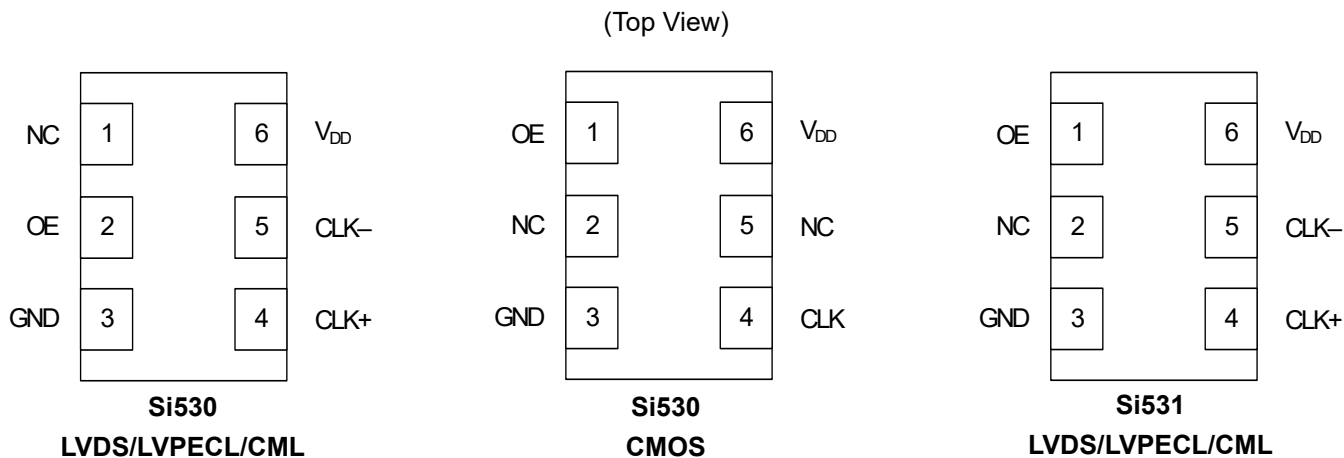 (Top View)
NC 1 6 VDD
OE 2 5 CLK–
GND 3 4 CLK+
Si530
LVDS/LVPECL/CML
OE 1 6 VDD
NC 2 5 NC
GND 3 4 CLK
Si530
CMOS
OE 1 6 VDD
NC 2 5 CLK–
GND 3 4 CLK+
Si531
LVDS/LVPECL/CML